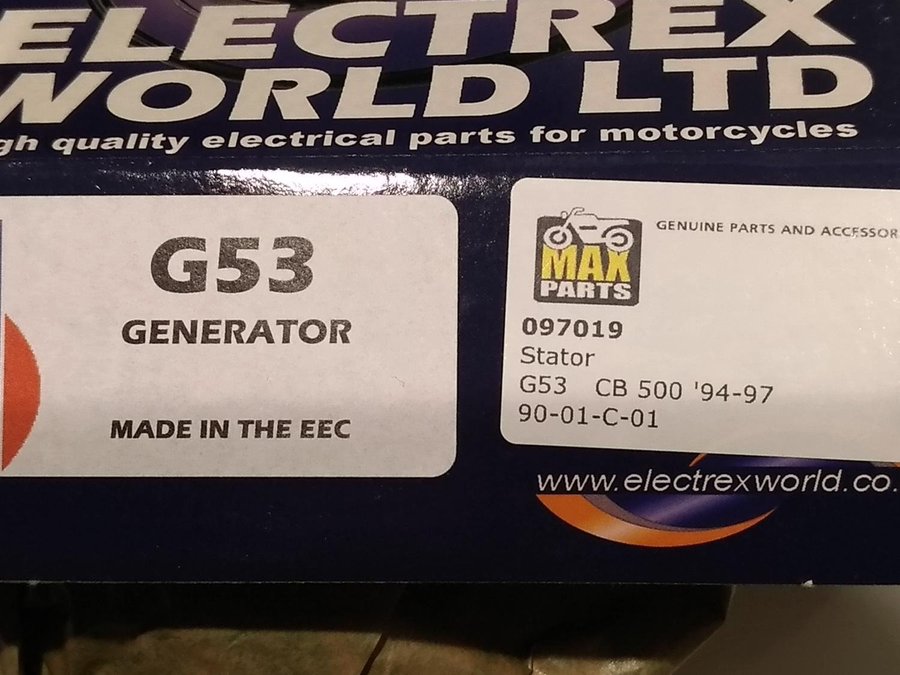 ELECTREX
WORLD LTD
gh quality electrical parts for motorcycles
G53
GENERATOR
MADE IN THE EEC
MAX
PARTS
GENUINE PARTS AND ACCESSOR
097019
Stator
G53 CB 500 '94-97
90-01-C-01
www.electrexworld.co.